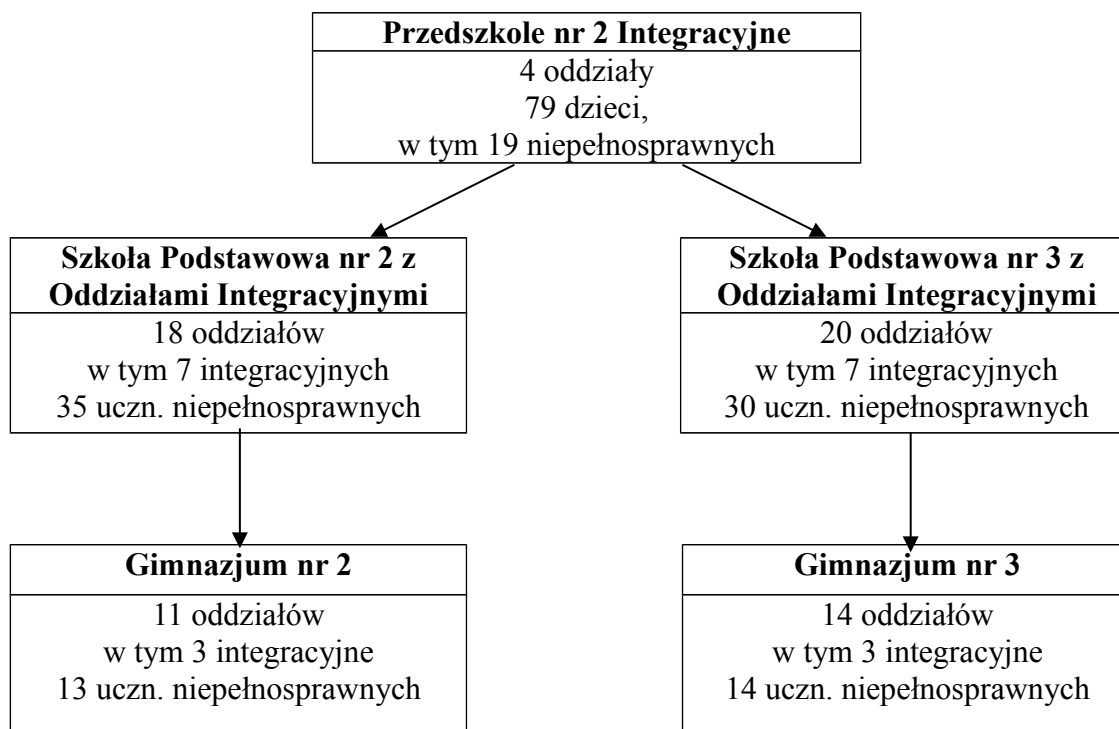 Przedszkole nr 2 Integracyjne
4 oddziały
79 dzieci,
w tym 19 niepełnosprawnych
Szkoła Podstawowa nr 2 z
Oddziałami Integracyjnymi
18 oddziałów
w tym 7 integracyjnych
35 uczn. niepełnosprawnych
Szkoła Podstawowa nr 3 z
Oddziałami Integracyjnymi
20 oddziałów
w tym 7 integracyjnych
30 uczn. niepełnosprawnych
Gimnazjum nr 2
11 oddziałów
w tym 3 integracyjne
13 uczn. niepełnosprawnych
Gimnazjum nr 3
14 oddziałów
w tym 3 integracyjne
14 uczn. niepełnosprawnych